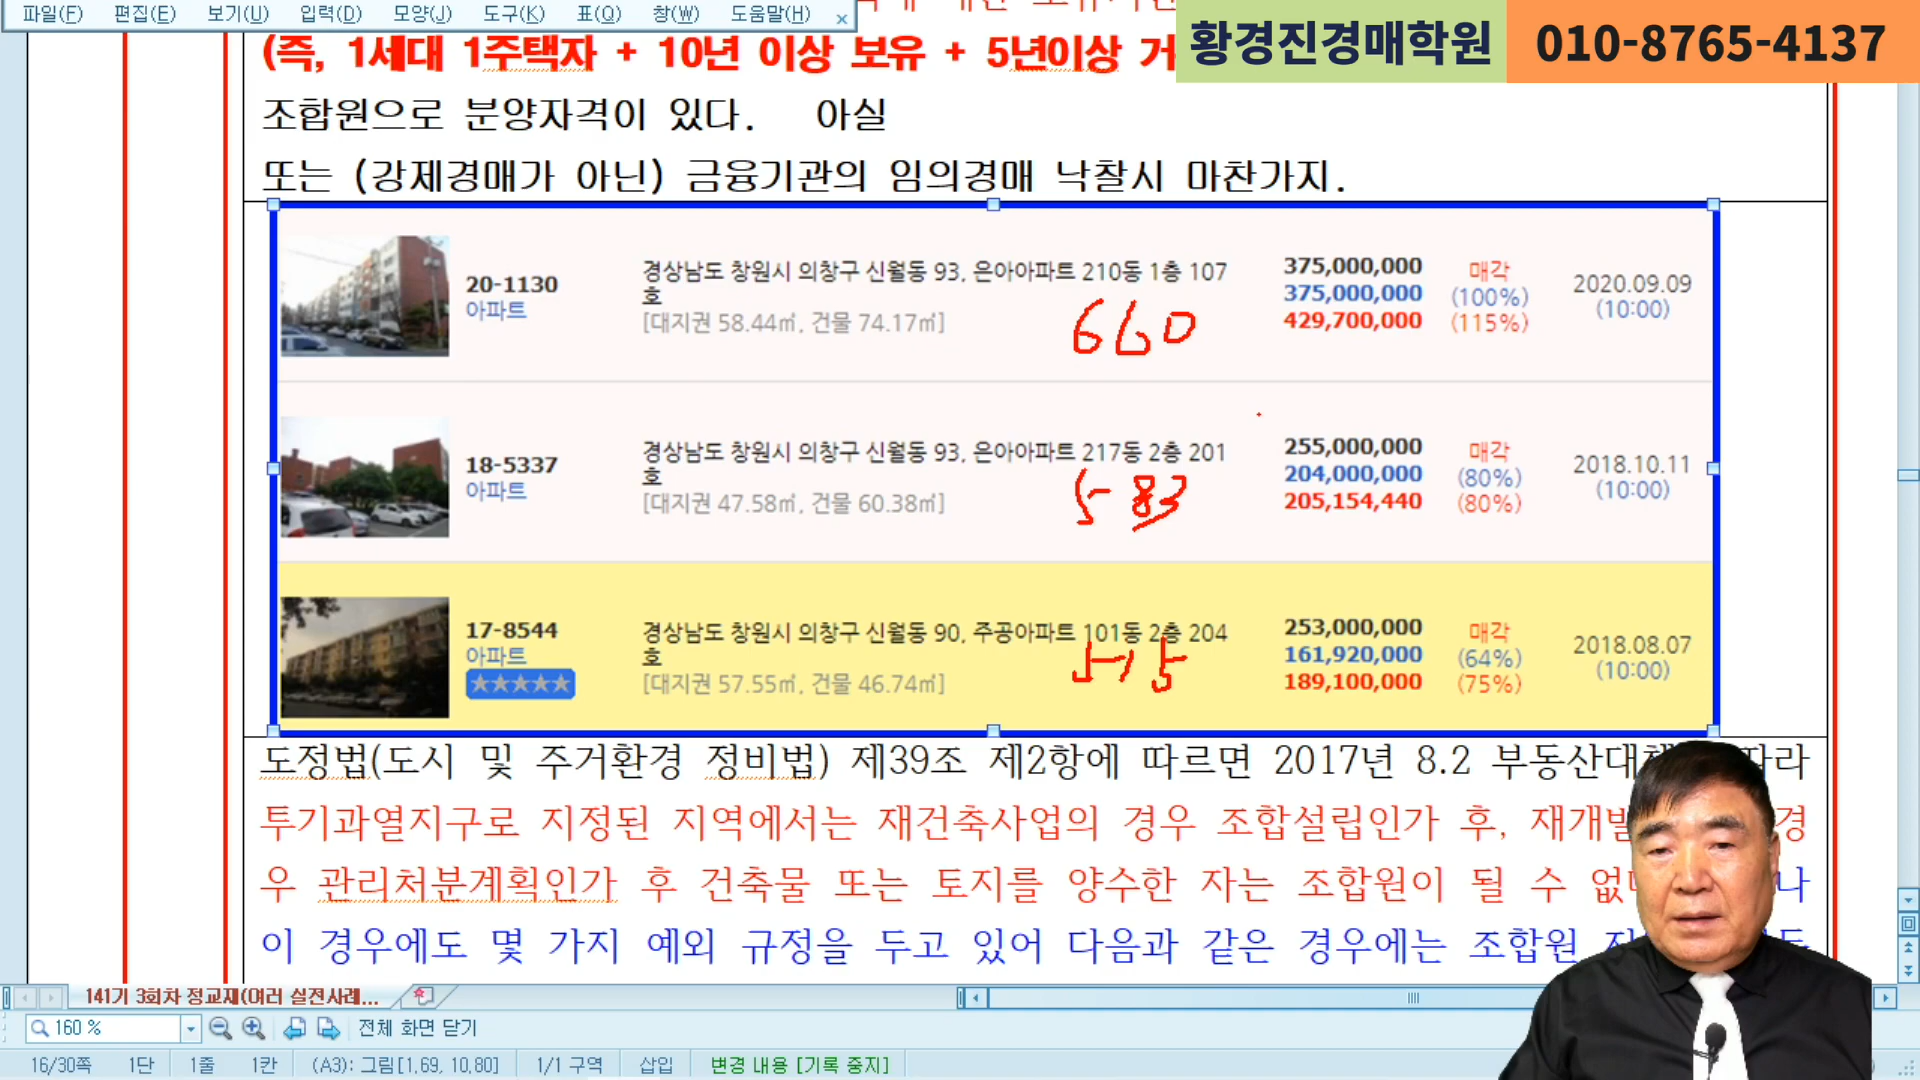 파일(F) 편집(E) 보기(U) 입력(D) 모양(J) 도구(K) 표(Q) 창(W) 도움말(H)
황경진경매학원 010-8765-4137
(즉, 1세대 1주택자 + 10년 이상 보유 + 5년이상 거
조합원으로 분양자격이 있다. 아실
또는 (강제경매가 아닌) 금융기관의 임의경매 낙찰시 마찬가지.
20-1130
아파트
경상남도 창원시 의창구 신월동 93, 은아아파트 210동 1층 107
호
[대지권 58.44㎡, 건물 74.17㎡]
660
375,000,000
375,000,000
429,700,000
매각
(100%)
(115%)
2020.09.09
(10:00)
18-5337
아파트
경상남도 창원시 의창구 신월동 93, 은아아파트 217동 2층 201
호
[대지권 47.58㎡, 건물 60.38㎡]
583
255,000,000
204,000,000
205,154,440
매각
(80%)
(80%)
2018.10.11
(10:00)
17-8544
아파트
★★★★★
경상남도 창원시 의창구 신월동 90, 주공아파트 101동 2층 204
호
[대지권 57.55㎡, 건물 46.74㎡]
515
253,000,000
161,920,000
189,100,000
매각
(64%)
(75%)
2018.08.07
(10:00)
도정법(도시 및 주거환경 정비법) 제39조 제2항에 따르면 2017년 8.2 부동산대책 따라
투기과열지구로 지정된 지역에서는 재건축사업의 경우 조합설립인가 후, 재개발 경
우 관리처분계획인가 후 건축물 또는 토지를 양수한 자는 조합원이 될 수 없 나
이 경우에도 몇 가지 예외 규정을 두고 있어 다음과 같은 경우에는 조합원
141기 3회차 정교재(여러 실전사례...
160 %
전체 화면 닫기
16/30쪽 1단 1줄 1칸 (A3): 그림[1,69, 10,80] 1/1 구역 삽입 변경 내용 [기록 중지]